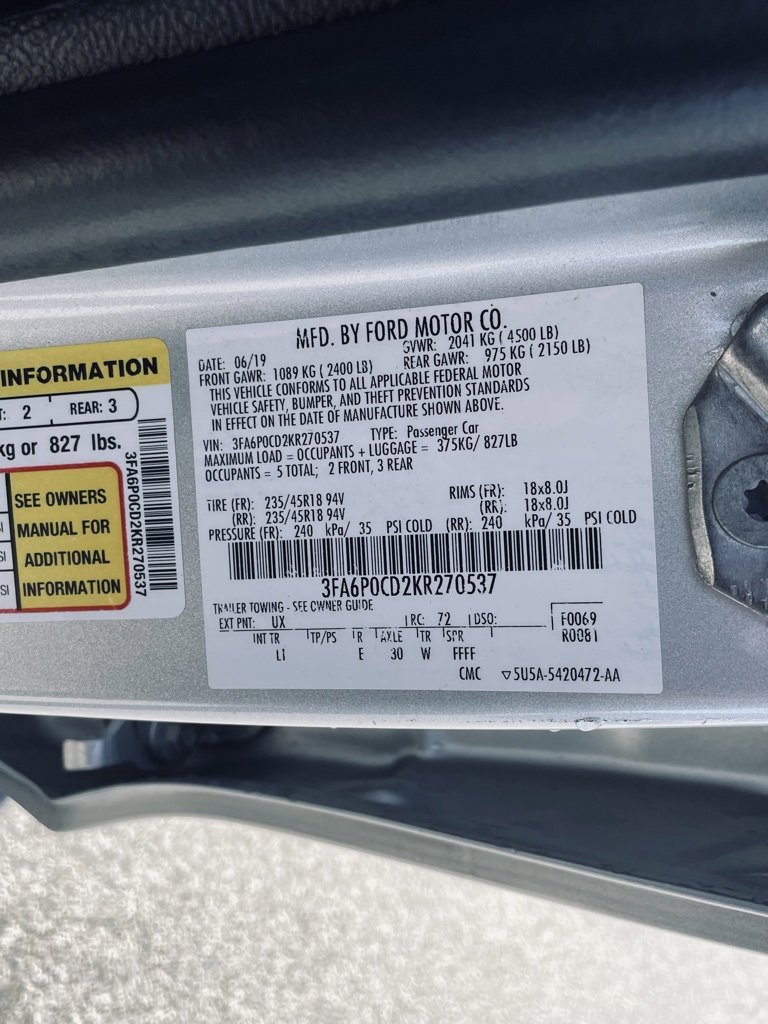 INFORMATION
T: 2 REAR: 3
kg or 827 lbs.
SEE OWNERS
MANUAL FOR
ADDITIONAL
INFORMATION
3FA6P0CD2KR270537
MFD. BY FORD MOTOR CO.
DATE: 06/19 GVWR: 2041 KG ( 4500 LB)
FRONT GAWR: 1089 KG ( 2400 LB) REAR GAWR: 975 KG ( 2150 LB)
THIS VEHICLE CONFORMS TO ALL APPLICABLE FEDERAL MOTOR
VEHICLE SAFETY, BUMPER, AND THEFT PREVENTION STANDARDS
IN EFFECT ON THE DATE OF MANUFACTURE SHOWN ABOVE.
VIN: 3FA6P0CD2KR270537 TYPE: Passenger Car
MAXIMUM LOAD = OCCUPANTS + LUGGAGE = 375KG/ 827LB
OCCUPANTS = 5 TOTAL; 2 FRONT, 3 REAR
TIRE (FR): 235/45R18 94V RIMS (FR): 18x8.0J
(RR): 235/45R18 94V (RR): 18x8.0J
PRESSURE (FR): 240 kPa/ 35 PSI COLD (RR): 240 kPa/ 35 PSI COLD
3FA6P0CD2KR270537
TRAILER TOWING - SEE OWNER GUIDE
EXT PNT: UX RC: 72 DSO: F0069
INT TR TP/PS R AXLE TR SPR R0081
LI E 30 W FFFF
CMC ▽5U5A-5420472-AA